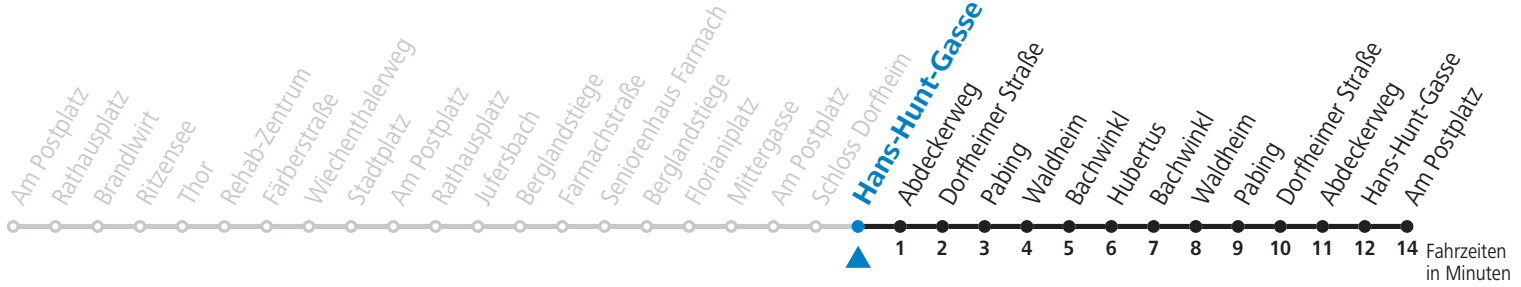 Am Postplatz
Rathausplatz
Brandlwirt
Ritzensee
Thor
Rehab-Zentrum
Färberstraße
Wiechenthalerweg
Stadtplatz
Am Postplatz
Rathausplatz
Jufersbach
Berglandstiege
Farmachstraße
Seniorenhaus Farmach
Berglandstiege
Florianiplatz
Mittergasse
Am Postplatz
Schloss Dorfheim
Hans-Hunt-Gasse
Abdeckerweg
Dorfheimer Straße
Pabing
Waldheim
Bachwinkl
Hubertus
Bachwinkl
Waldheim
Pabing
Dorfheimer Straße
Abdeckerweg
Hans-Hunt-Gasse
Am Postplatz
1 2 3 4 5 6 7 8 9 10 11 12 14 Fahrzeiten
in Minuten